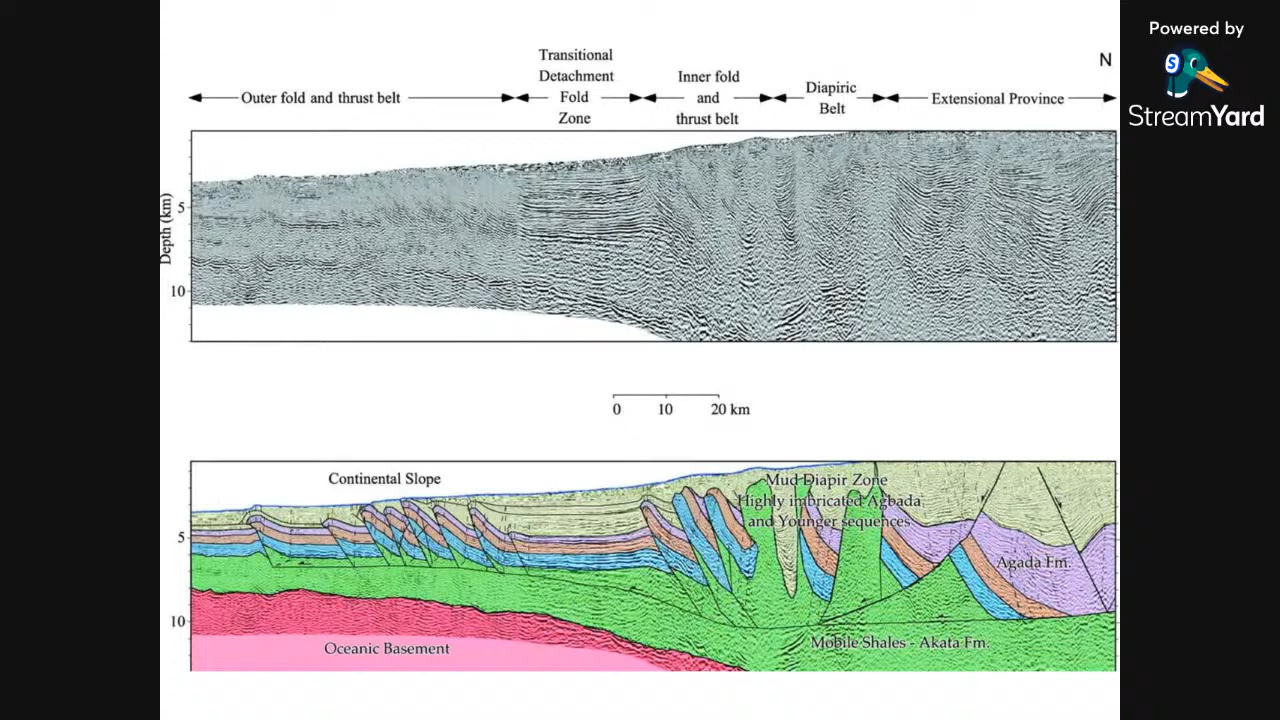 Powered by
StreamYard
N
Transitional
Detachment
Fold
Zone
Inner fold
and
thrust belt
Diapiric
Belt
Outer fold and thrust belt
Extensional Province
Depth (km)
5
10
0 10 20 km
Continental Slope
Mud Diapir Zone
Highly imbricated Agbada
and Younger sequences
5
Agada Fm.
10
Oceanic Basement
Mobile Shales - Akata Fm.